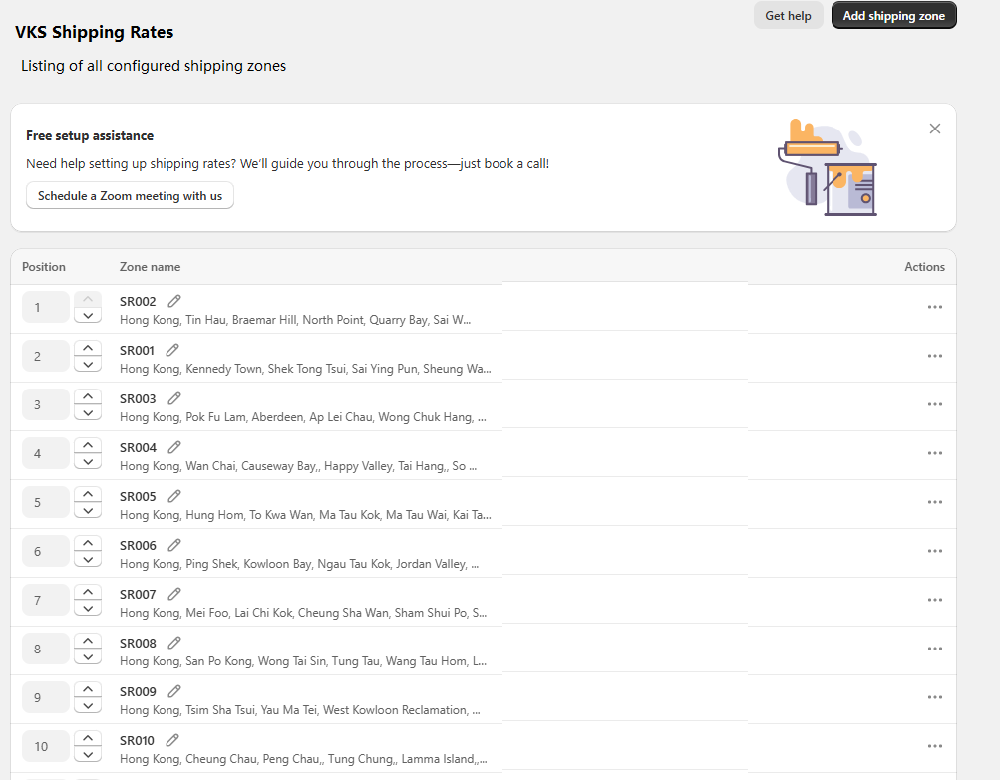 Get help
Add shipping zone
VKS Shipping Rates
Listing of all configured shipping zones
Free setup assistance
Need help setting up shipping rates? We'll guide you through the process—just book a call!
Schedule a Zoom meeting with us
Position Zone name Actions
1 SR002
Hong Kong, Tin Hau, Braemar Hill, North Point, Quarry Bay, Sai W...
2 SR001
Hong Kong, Kennedy Town, Shek Tong Tsui, Sai Ying Pun, Sheung Wa...
3 SR003
Hong Kong, Pok Fu Lam, Aberdeen, Ap Lei Chau, Wong Chuk Hang, ...
4 SR004
Hong Kong, Wan Chai, Causeway Bay,, Happy Valley, Tai Hang,, So ...
5 SR005
Hong Kong, Hung Hom, To Kwa Wan, Ma Tau Kok, Ma Tau Wai, Kai Ta...
6 SR006
Hong Kong, Ping Shek, Kowloon Bay, Ngau Tau Kok, Jordan Valley, ...
7 SR007
Hong Kong, Mei Foo, Lai Chi Kok, Cheung Sha Wan, Sham Shui Po, S...
8 SR008
Hong Kong, San Po Kong, Wong Tai Sin, Tung Tau, Wang Tau Hom, L...
9 SR009
Hong Kong, Tsim Sha Tsui, Yau Ma Tei, West Kowloon Reclamation, ...
10 SR010
Hong Kong, Cheung Chau, Peng Chau,, Tung Chung,, Lamma Island,,...